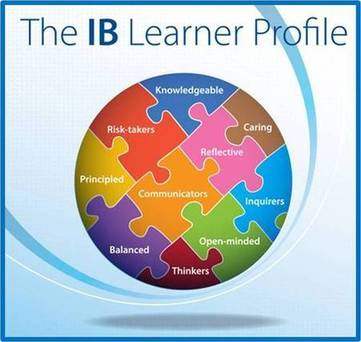 The IB Learner Profile
Knowledgeable
Risk-takers
Caring
Reflective
Principled
Communicators
Inquirers
Balanced
Open-minded
Thinkers